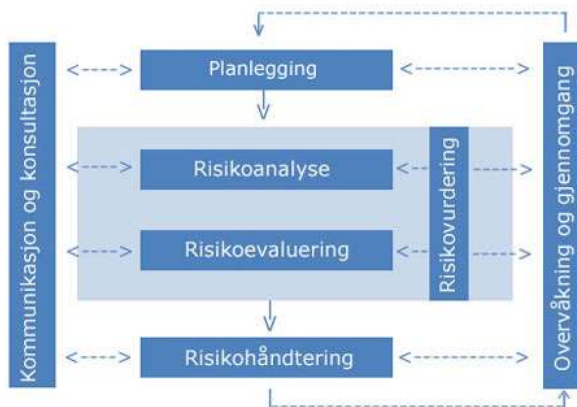 Kommunikasjon og konsultasjon
Planlegging
Risikoanalyse
Risikoevaluering
Risikovurdering
Risikohåndtering
Overvåkning og gjennomgang